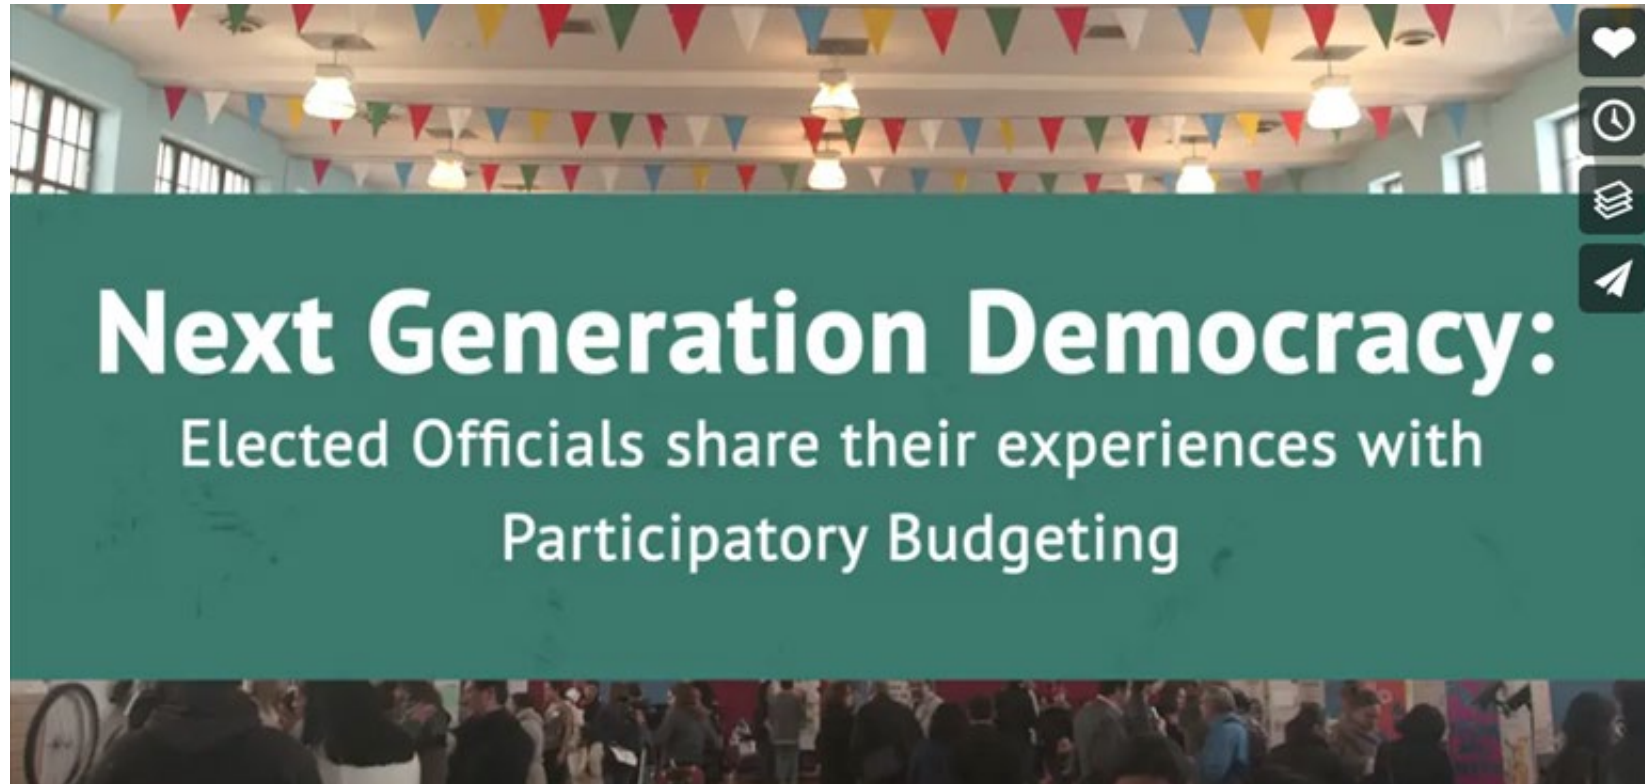 Next Generation Democracy:
Elected Officials share their experiences with
Participatory Budgeting